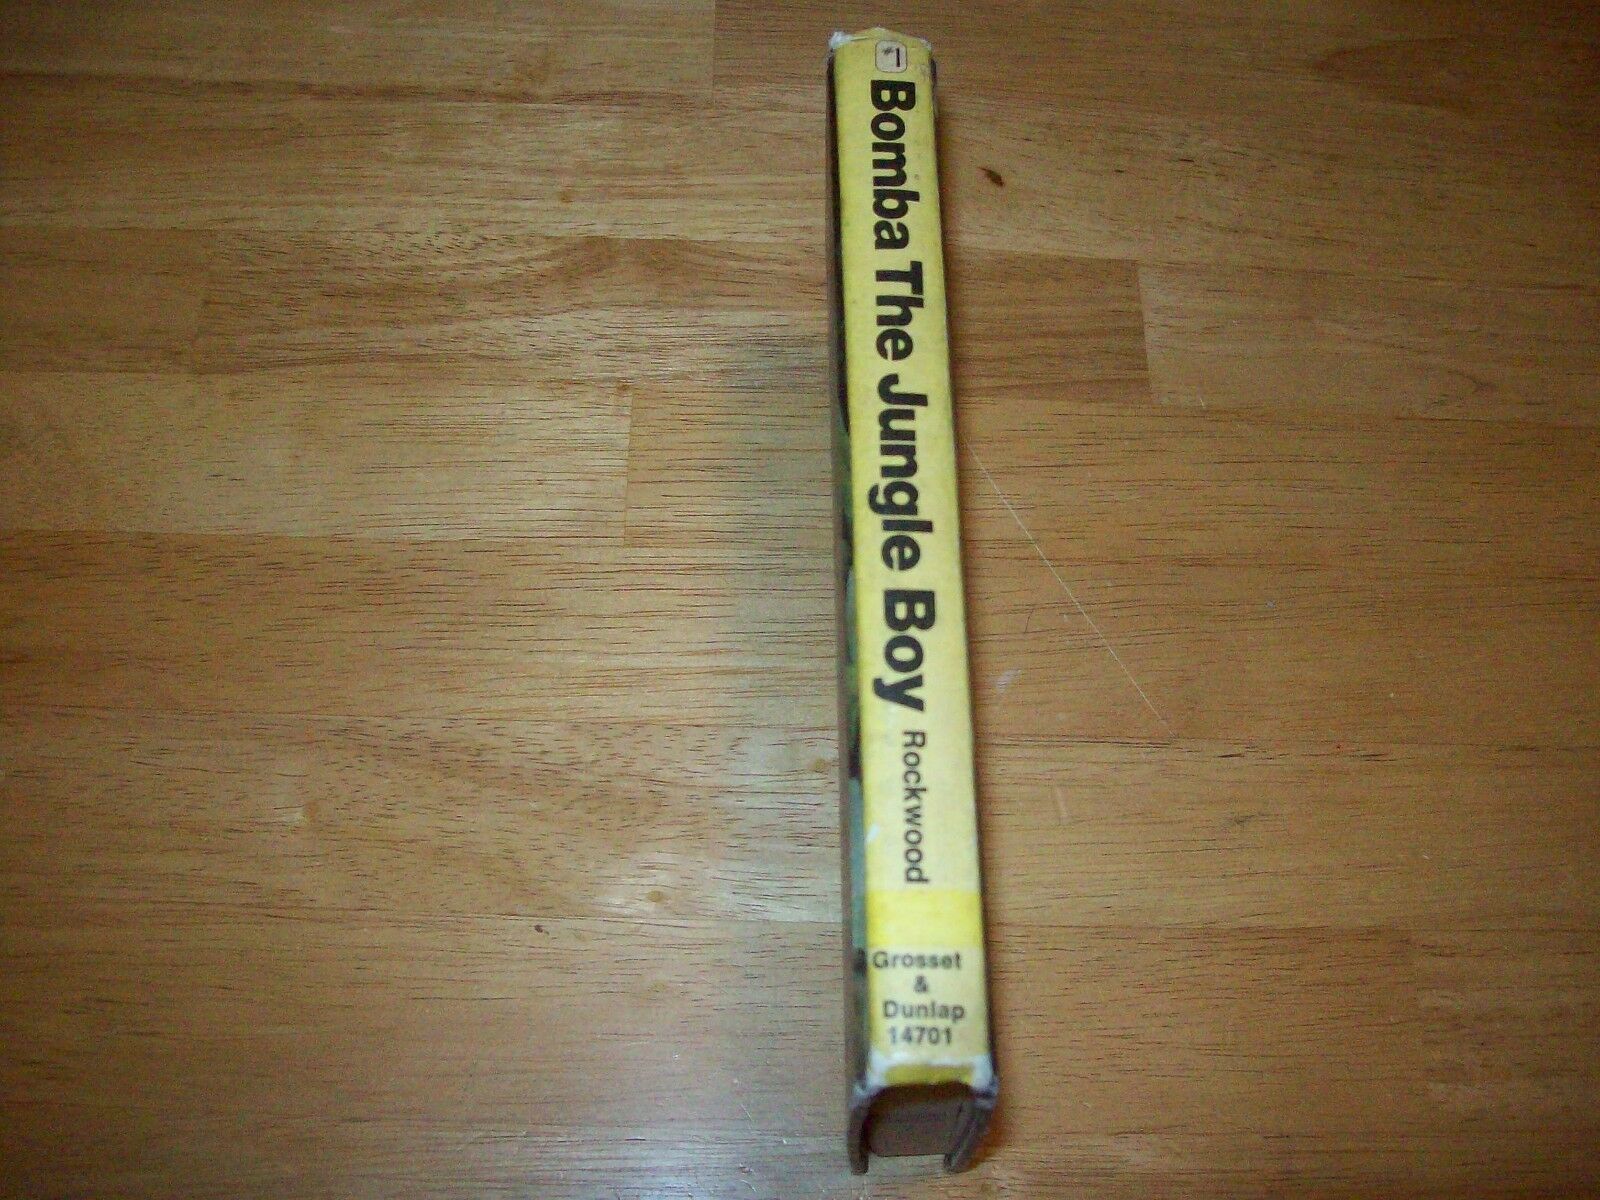 #1
Bomba The Jungle Boy Rockwood
Grosset
&
Dunlap
14701